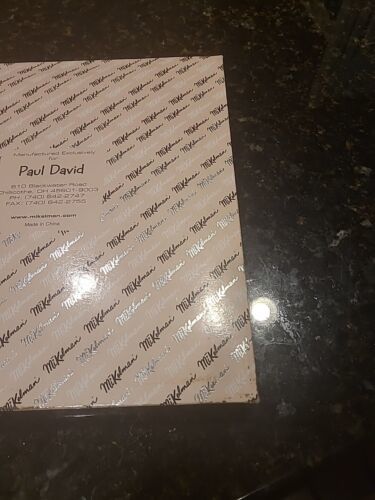 Manufactured Exclusively
for
Paul David
610 Blackwater Road
Chillicothe, OH 45601-9003
PH: (740) 642-2747
FAX: (740) 642-2755
www.mikelman.com
Made in China
MiKelman